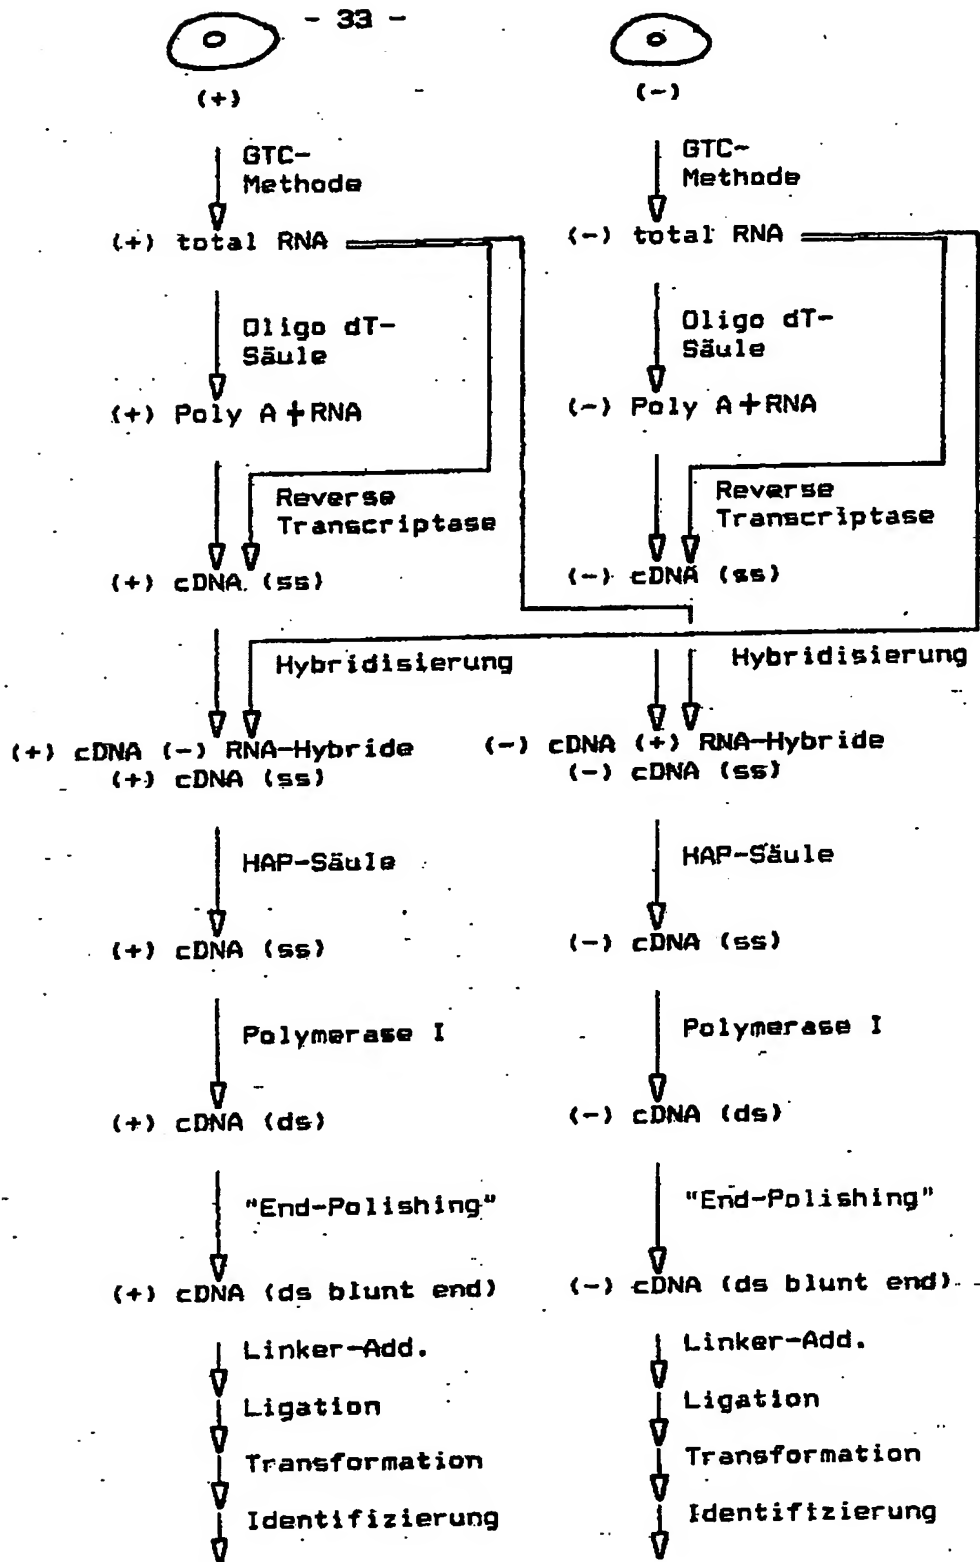 - 33 -
(+)
GTC-
Methode
(+) total RNA
Oligo dT-
Säule
(+) Poly A+RNA
Reverse
Transcriptase
(+) cDNA (ss)
Hybridisierung
(+) cDNA (-) RNA-Hybride
(+) cDNA (ss)
HAP-Säule
(+) cDNA (ss)
Polymerase I
(+) cDNA (ds)
"End-Polishing"
(+) cDNA (ds blunt end)
Linker-Add.
Ligation
Transformation
Identifizierung
(-)
GTC-
Methode
(-) total RNA
Oligo dT-
Säule
(-) Poly A+RNA
Reverse
Transcriptase
(-) cDNA (ss)
Hybridisierung
(-) cDNA (+) RNA-Hybride
(-) cDNA (ss)
HAP-Säule
(-) cDNA (ss)
Polymerase I
(-) cDNA (ds)
"End-Polishing"
(-) cDNA (ds blunt end)
Linker-Add.
Ligation
Transformation
Identifizierung